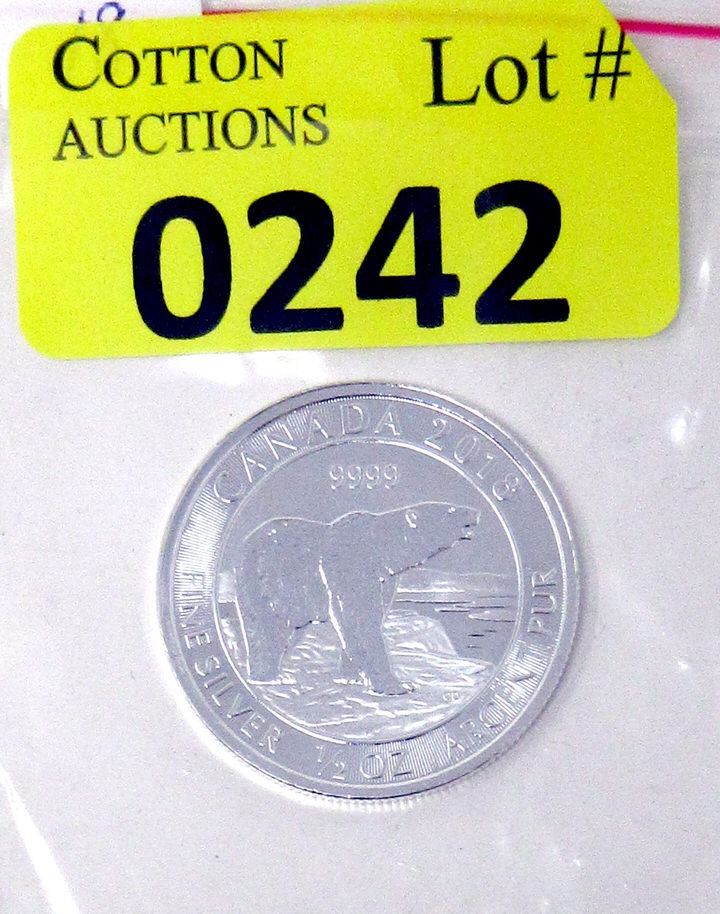 COTTON
AUCTIONS
Lot #
0242
CANADA 2018
9999
FINE SILVER 1/2 OZ ARGENT PUR